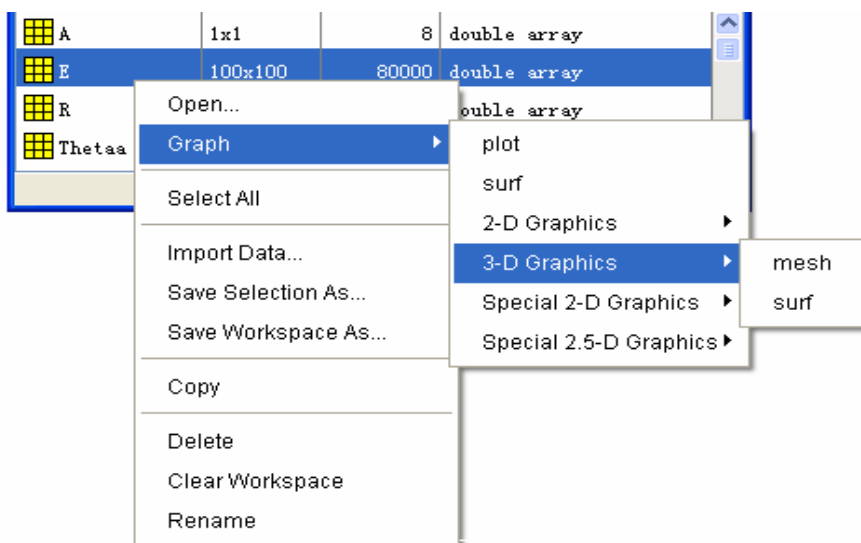 A 1x1 8 double array
E 100x100 80000 double array
R ouble array
Thetaa
Open...
Graph
Select All
Import Data...
Save Selection As...
Save Workspace As...
Copy
Delete
Clear Workspace
Rename
plot
surf
2-D Graphics
3-D Graphics
Special 2-D Graphics
Special 2.5-D Graphics
mesh
surf